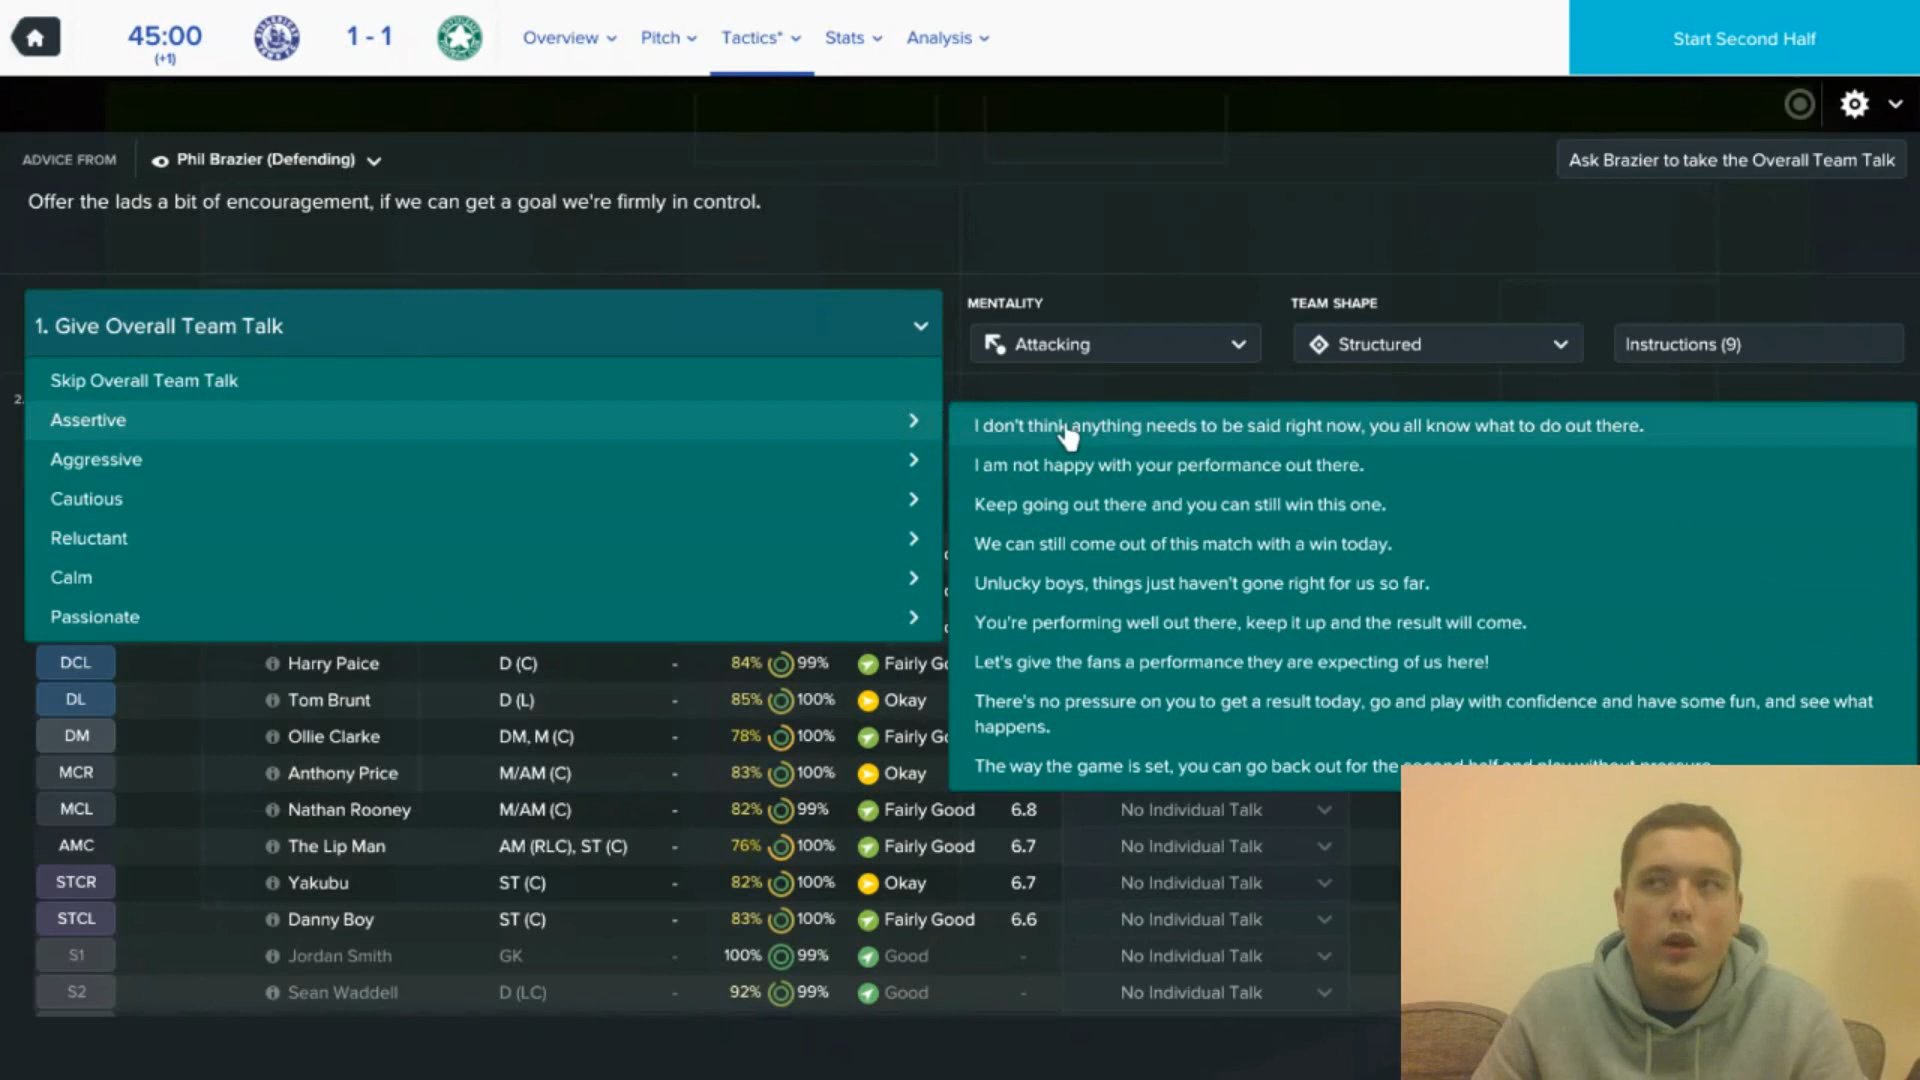 45:00
(+1)
1 - 1
Overview
Pitch
Tactics*
Stats
Analysis
Start Second Half
ADVICE FROM
Phil Brazier (Defending)
Ask Brazier to take the Overall Team Talk
Offer the lads a bit of encouragement, if we can get a goal we're firmly in control.
1. Give Overall Team Talk
MENTALITY
TEAM SHAPE
Attacking
Structured
Instructions (9)
Skip Overall Team Talk
2.
Assertive
Aggressive
Cautious
Reluctant
Calm
Passionate
I don't think anything needs to be said right now, you all know what to do out there.
I am not happy with your performance out there.
Keep going out there and you can still win this one.
We can still come out of this match with a win today.
Unlucky boys, things just haven't gone right for us so far.
You're performing well out there, keep it up and the result will come.
Let's give the fans a performance they are expecting of us here!
There's no pressure on you to get a result today, go and play with confidence and have some fun, and see what
happens.
The way the game is set, you can go back out for the second half and play without pressure.
DCL Harry Paice D (C) - 84% 99% Fairly Go
DL Tom Brunt D (L) - 85% 100% Okay
DM Ollie Clarke DM, M (C) - 78% 100% Fairly Go
MCR Anthony Price M/AM (C) - 83% 100% Okay
MCL Nathan Rooney M/AM (C) - 82% 99% Fairly Good 6.8 No Individual Talk
AMC The Lip Man AM (RLC), ST (C) - 76% 100% Fairly Good 6.7 No Individual Talk
STCR Yakubu ST (C) - 82% 100% Okay 6.7 No Individual Talk
STCL Danny Boy ST (C) - 83% 100% Fairly Good 6.6 No Individual Talk
S1 Jordan Smith GK - 100% 99% Good - No Individual Talk
S2 Sean Waddell D (LC) - 92% 99% Good - No Individual Talk